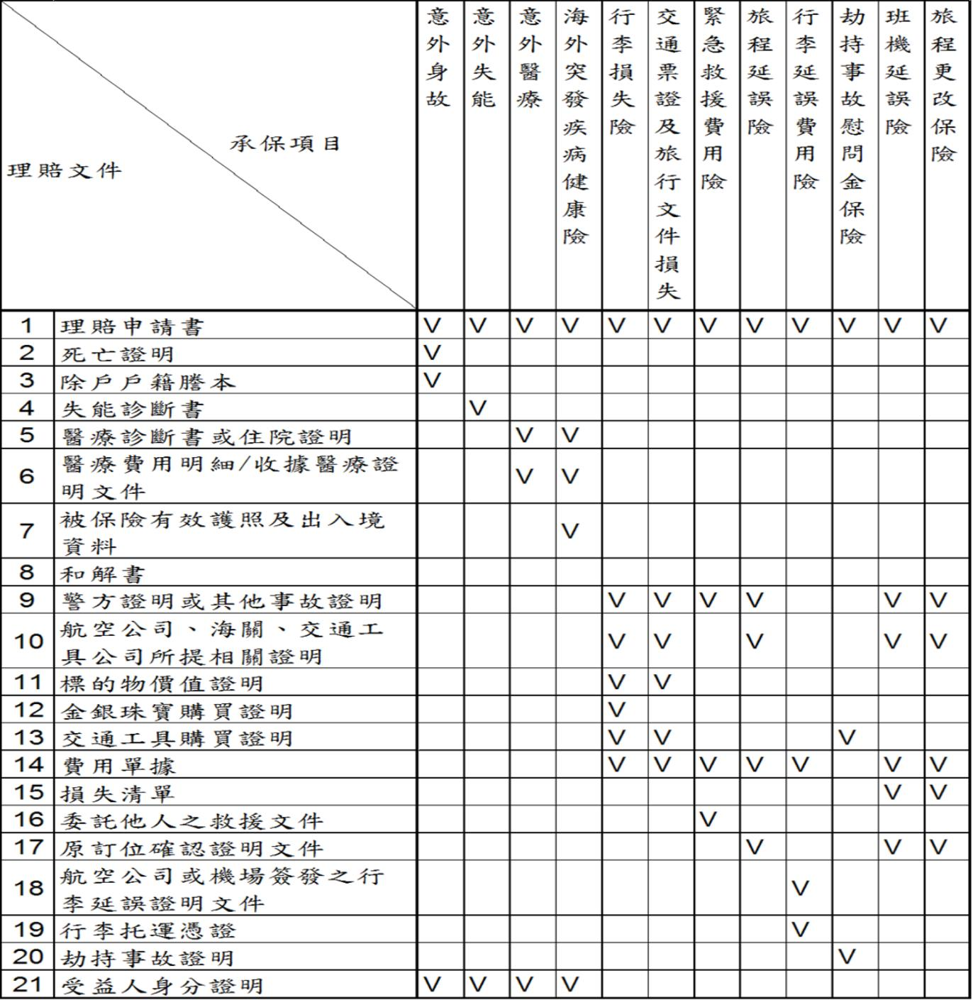 承保項目
理賠文件
意外身故
意外失能
意外醫療
海外突發疾病健康險
行李損失險
交通票證及旅行文件損失
緊急救援費用險
旅程延誤險
行李延誤費用險
劫持事故慰問金保險
班機延誤險
旅程更改保險
1 理賠申請書 V V V V V V V V V V V V
2 死亡證明 V
3 除戶戶籍謄本 V
4 失能診斷書 V
5 醫療診斷書或住院證明 V V
6 醫療費用明細/收據醫療證
明文件 V V
7 被保險有效護照及出入境
資料 V
8 和解書
9 警方證明或其他事故證明 V V V V V V
10 航空公司、海關、交通工
具公司所提相關證明 V V V V V
11 標的物價值證明 V V
12 金銀珠寶購買證明 V
13 交通工具購買證明 V V V
14 費用單據 V V V V V V V
15 損失清單 V V
16 委託他人之救援文件 V
17 原訂位確認證明文件 V V V
18 航空公司或機場簽發之行
李延誤證明文件 V
19 行李托運憑證 V
20 劫持事故證明 V
21 受益人身分證明 V V V V